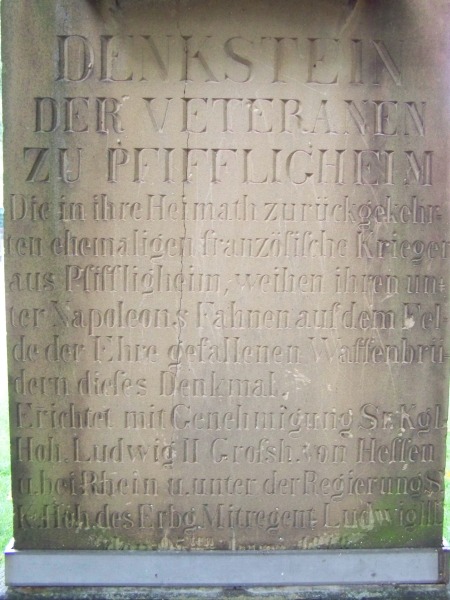 DENKSTEIN
DER VETERANEN
ZU PFIFFLIGHEIM
Die in ihre Heimath zurückgekehr-
ten ehemaligen franzöſiſche Krieger
aus Pfiffligheim, weihen ihren un-
ter Napoleons Fahnen auf dem Fel-
de der Ehre gefallenen Waffenbrü-
dern dieſes Denkmal.
Erichtet mit Genehmigung Sr. Kgl.
Hoh. Ludwig II Grosh. von Heſſen
u. bei Rhein u. unter der Regierung S.
k. Hoh. des Erbg. Mitregent Ludwig III